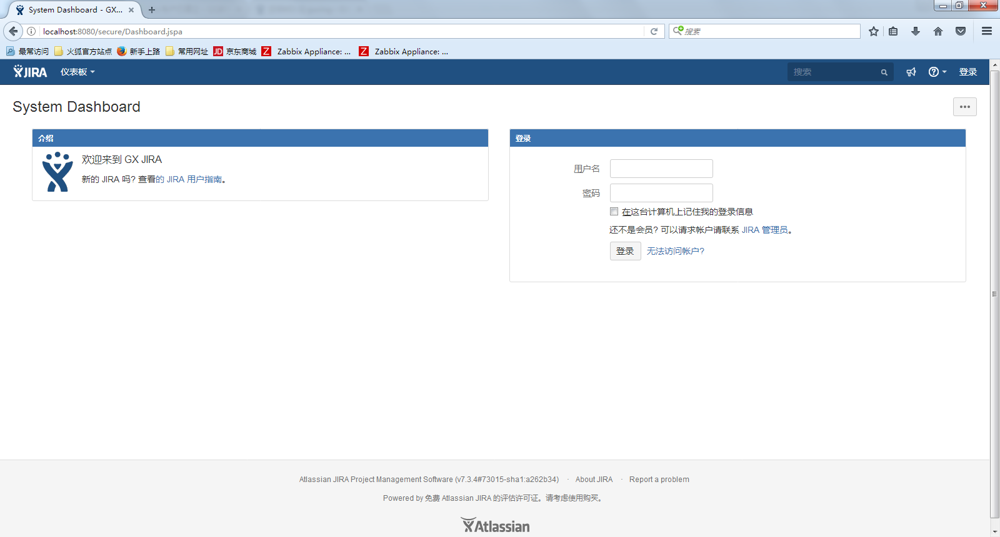 System Dashboard - GX...
localhost:8080/secure/Dashboard.jspa
搜索
最常访问 火狐官方站点 新手上路 常用网址 JD 京东商城 Z Zabbix Appliance: ... Z Zabbix Appliance: ...
JIRA 仪表板 搜索 登录
System Dashboard
介绍
欢迎来到 GX JIRA
新的 JIRA 吗? 查看的 JIRA 用户指南。
登录
用户名
密码
在这台计算机上记住我的登录信息
还不是会员? 可以请求帐户请联系 JIRA 管理员。
登录 无法访问帐户?
Atlassian JIRA Project Management Software (v7.3.4#73015-sha1:a262b34) · About JIRA · Report a problem
Powered by 免费 Atlassian JIRA 的评估许可证。请考虑使用购买。
Atlassian